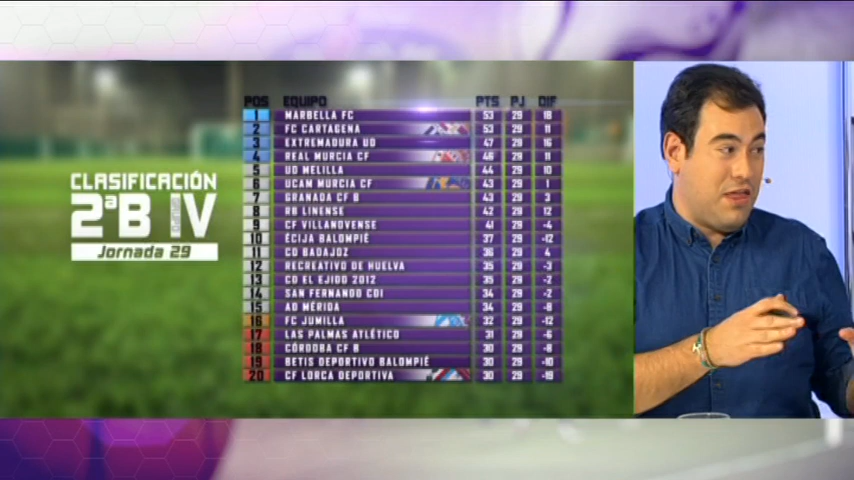 CLASIFICACIÓN
2ªB IV
Jornada 29
POS EQUIPO PTS PJ DIF
1 MARBELLA FC 53 29 18
2 FC CARTAGENA 53 29 11
3 EXTREMADURA UD 47 29 16
4 REAL MURCIA CF 46 29 11
5 UD MELILLA 44 29 10
6 UCAM MURCIA CF 43 29 1
7 GRANADA CF B 43 29 3
8 RB LINENSE 42 29 12
9 CF VILLANOVENSE 41 29 -4
10 ÉCIJA BALOMPIÉ 37 29 -12
11 CD BADAJOZ 36 29 4
12 RECREATIVO DE HUELVA 35 29 -3
13 CD EL EJIDO 2012 35 29 -2
14 SAN FERNANDO CDI 34 29 -2
15 AD MÉRIDA 34 29 -8
16 FC JUMILLA 32 29 -12
17 LAS PALMAS ATLÉTICO 31 29 -6
18 CÓRDOBA CF B 30 29 -8
19 BETIS DEPORTIVO BALOMPIÉ 30 29 -10
20 CF LORCA DEPORTIVA 30 29 -19